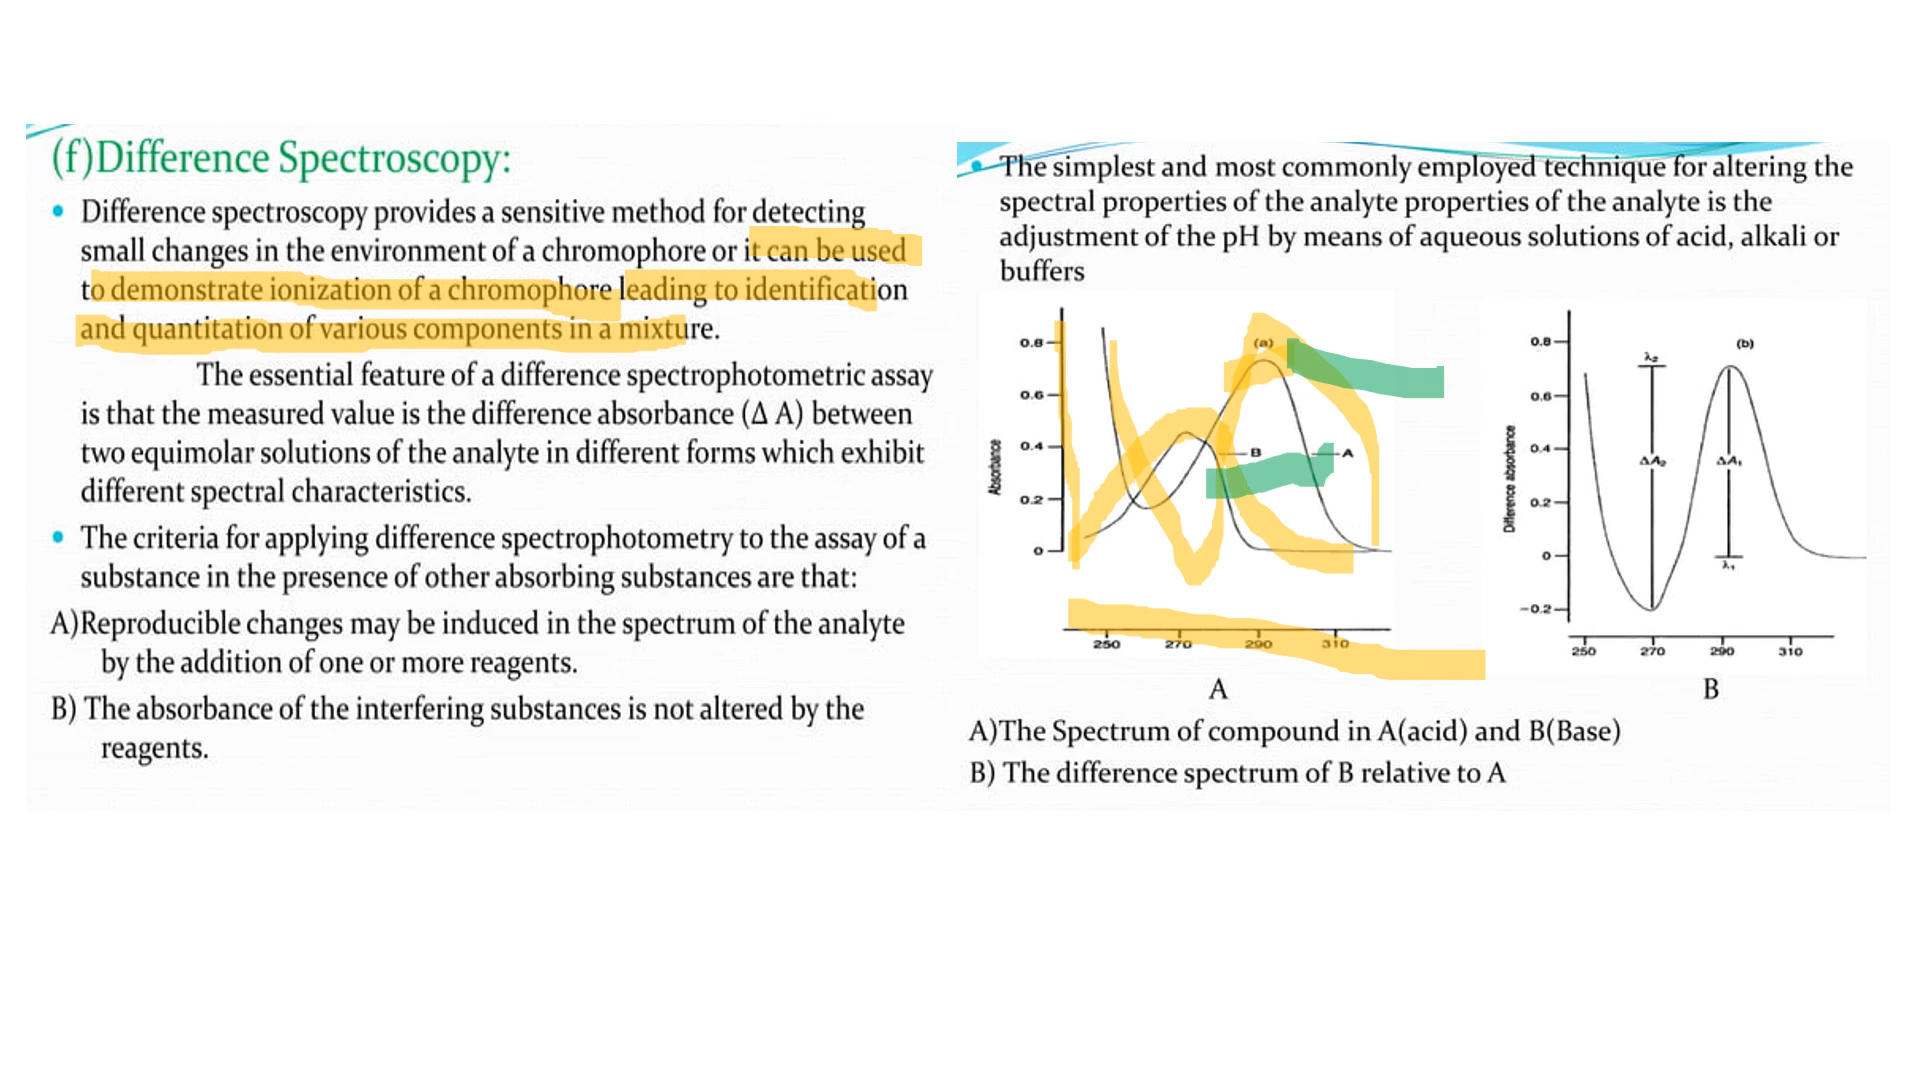 (f)Difference Spectroscopy:
• Difference spectroscopy provides a sensitive method for detecting
small changes in the environment of a chromophore or it can be used
to demonstrate ionization of a chromophore leading to identification
and quantitation of various components in a mixture.
The essential feature of a difference spectrophotometric assay
is that the measured value is the difference absorbance (Δ A) between
two equimolar solutions of the analyte in different forms which exhibit
different spectral characteristics.
• The criteria for applying difference spectrophotometry to the assay of a
substance in the presence of other absorbing substances are that:
A)Reproducible changes may be induced in the spectrum of the analyte
by the addition of one or more reagents.
B) The absorbance of the interfering substances is not altered by the
reagents.
• The simplest and most commonly employed technique for altering the
spectral properties of the analyte properties of the analyte is the
adjustment of the pH by means of aqueous solutions of acid, alkali or
buffers
0.8
(a)
0.6
0.4
B
A
0.2
0
Absorbance
250 270 290 310
A
0.8
λ₂
(b)
0.6
0.4
ΔA₂
ΔA₁
0.2
0
λ₁
-0.2
Difference absorbance
250 270 290 310
B
A)The Spectrum of compound in A(acid) and B(Base)
B) The difference spectrum of B relative to A